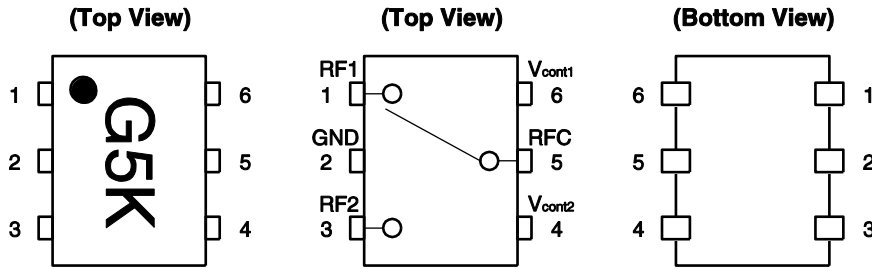 (Top View)
(Top View)
(Bottom View)
1
2
3
G5K
6
5
4
RF1
1
GND
2
RF2
3
Vcont1
6
RFC
5
Vcont2
4
6
5
4
1
2
3